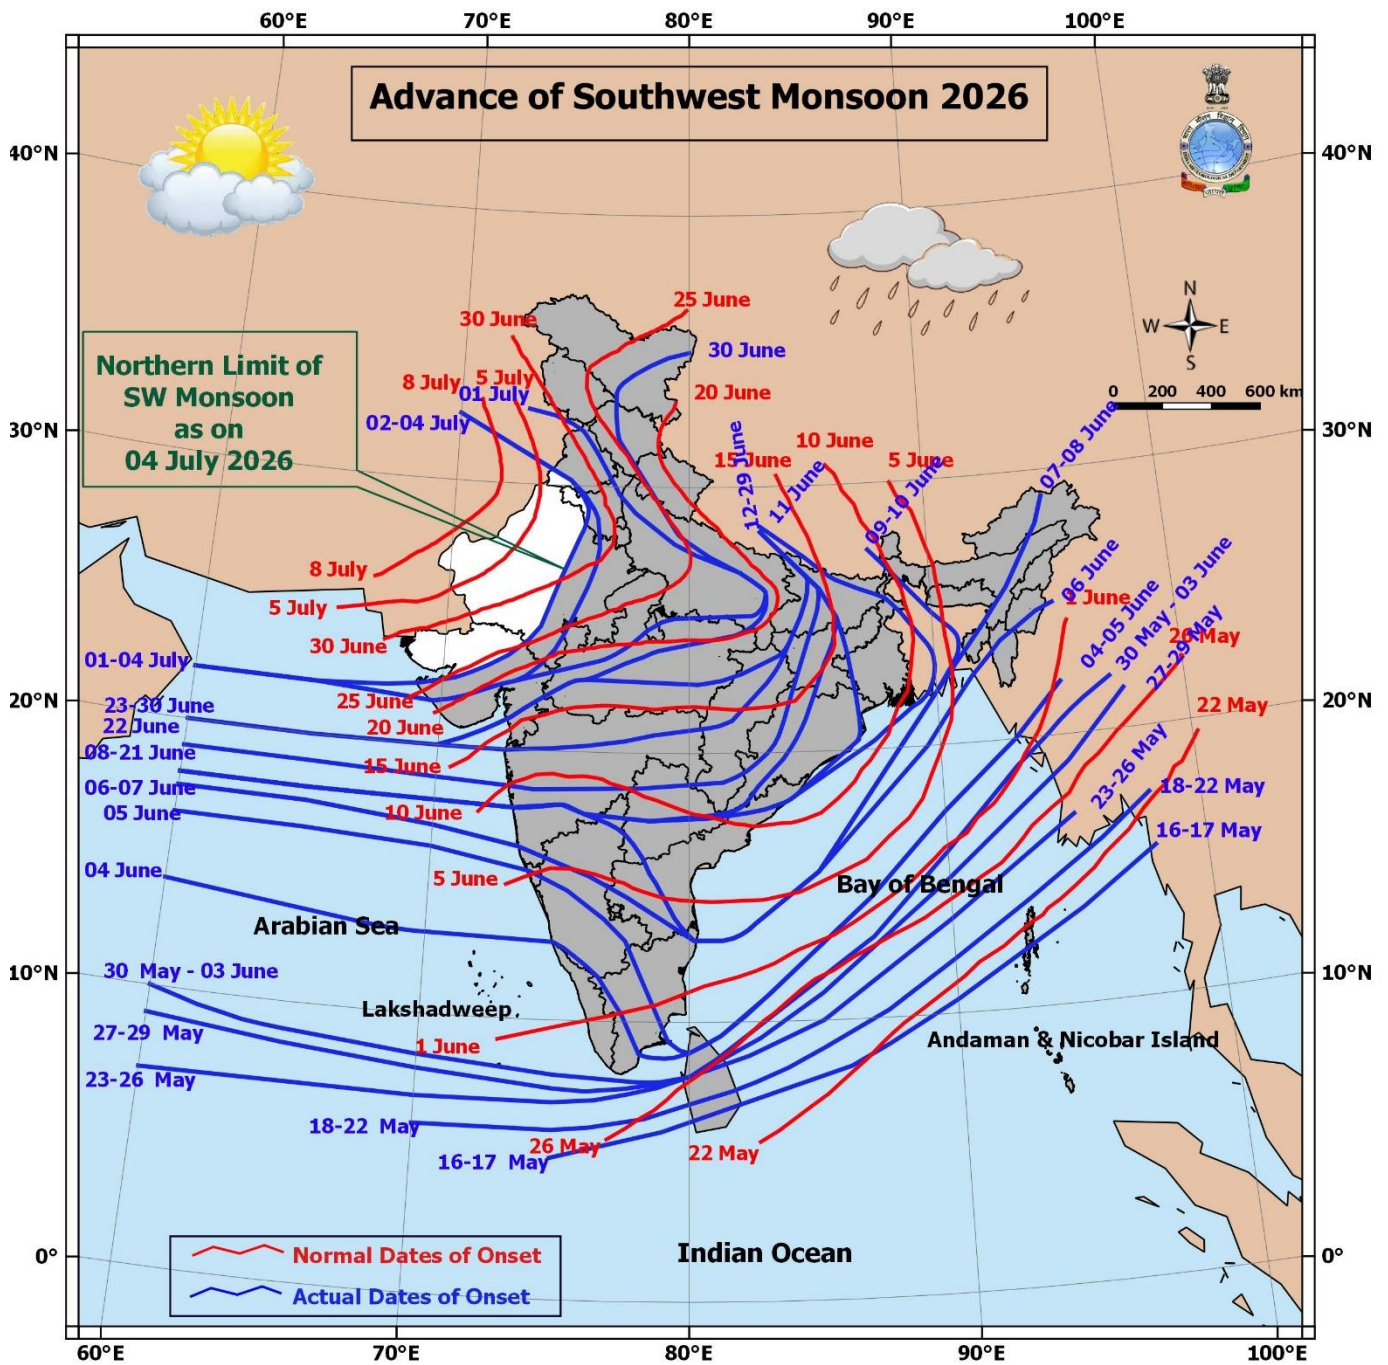 60°E 70°E 80°E 90°E 100°E
Advance of Southwest Monsoon 2026
40°N 40°N
25 June
30 June
N
W E
S
Northern Limit of
SW Monsoon
as on
04 July 2026
30 June
8 July 5 July
01 July
20 June
0 200 400 600 km
02-04 July
30°N 30°N
10 June
15 June
5 June
12-29 June
11 June
09-10 June
07-08 June
8 July
06 June
1 June
5 July
04-05 June
30 May - 03 June
27-29 May
26 May
30 June
01-04 July
25 June
20°N 20°N
23-30 June
22 May
22 June
20 June
08-21 June
15 June
23-26 May
06-07 June
18-22 May
05 June
10 June
16-17 May
04 June
5 June
Bay of Bengal
Arabian Sea
30 May - 03 June
10°N 10°N
Lakshadweep
27-29 May
1 June
Andaman & Nicobar Island
23-26 May
18-22 May
26 May
22 May
16-17 May
0° 0°
Indian Ocean
Normal Dates of Onset
Actual Dates of Onset
60°E 70°E 80°E 90°E 100°E